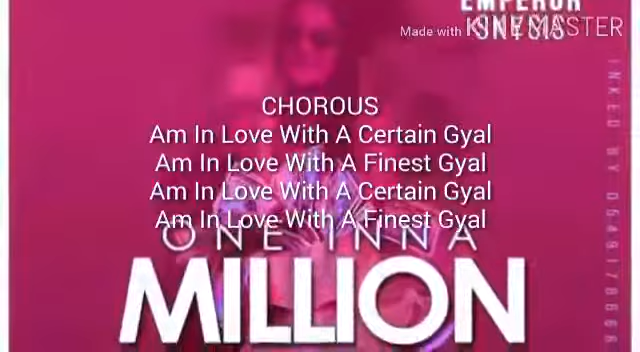 EMPEROR
Made with KINEMASTER
CHOROUS
Am In Love With A Certain Gyal
Am In Love With A Finest Gyal
Am In Love With A Certain Gyal
Am In Love With A Finest Gyal
ONE INNA
MILLION
INKED BY